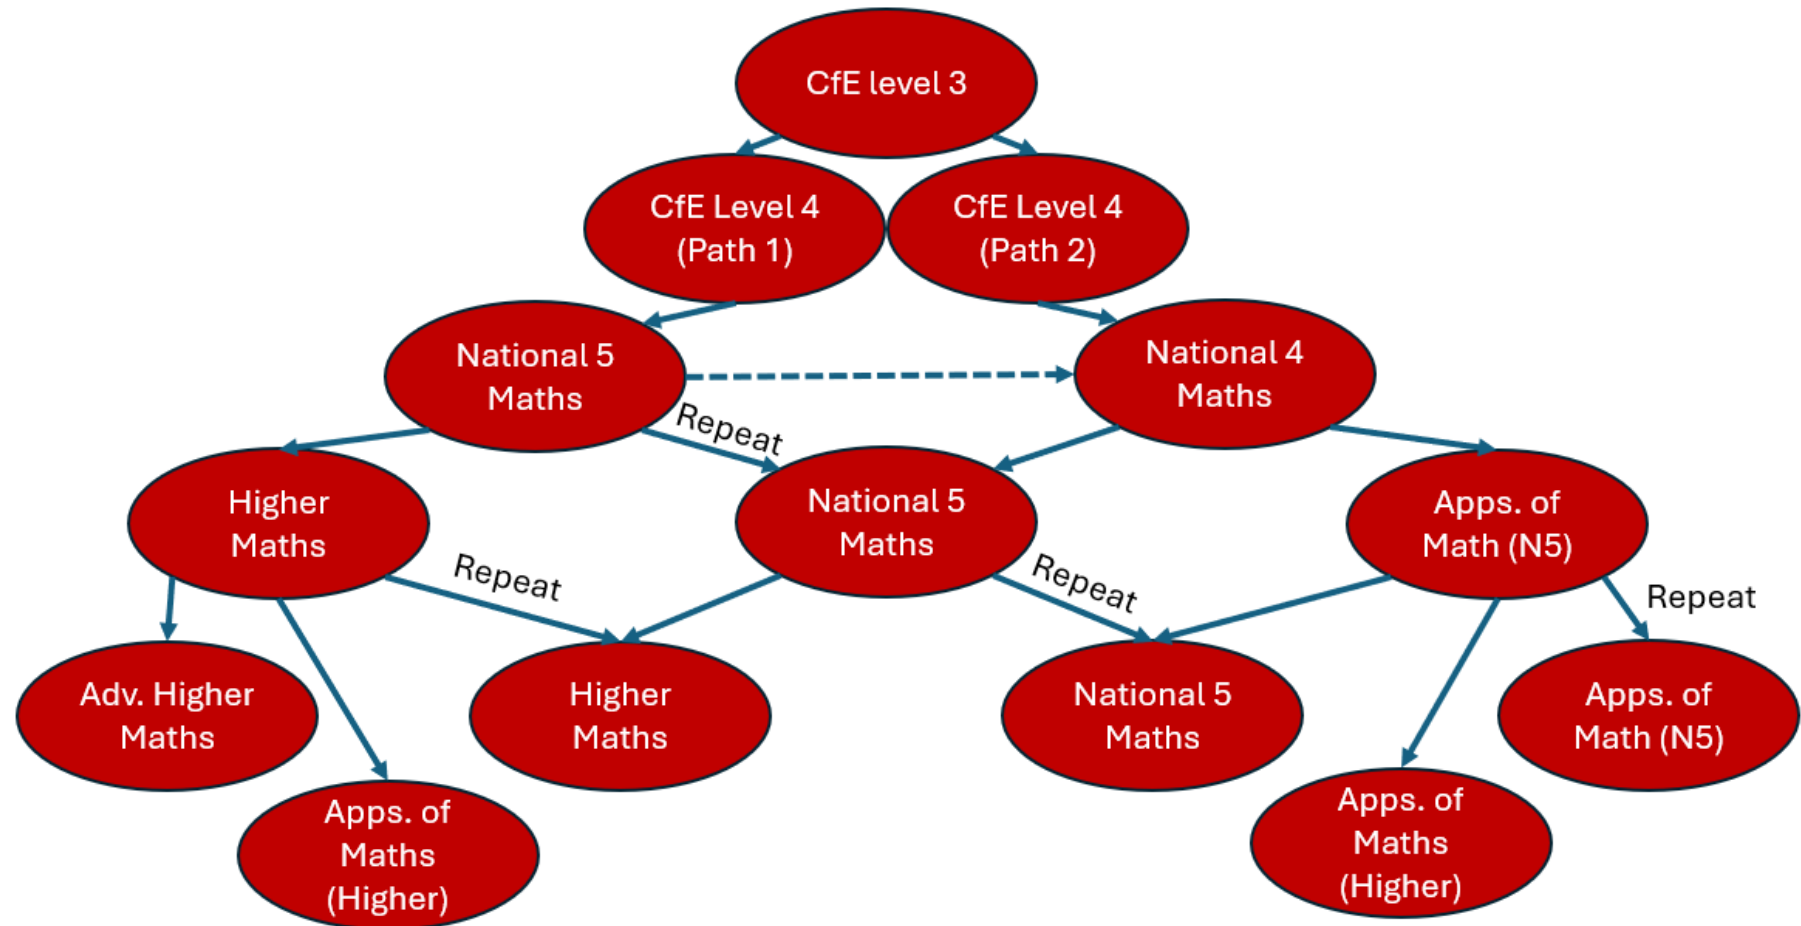 CfE level 3
CfE Level 4
(Path 1)
CfE Level 4
(Path 2)
National 5
Maths
National 4
Maths
Repeat
Higher
Maths
National 5
Maths
Apps. of
Math (N5)
Repeat
Repeat
Repeat
Adv. Higher
Maths
Higher
Maths
National 5
Maths
Apps. of
Math (N5)
Apps. of
Maths
(Higher)
Apps. of
Maths
(Higher)